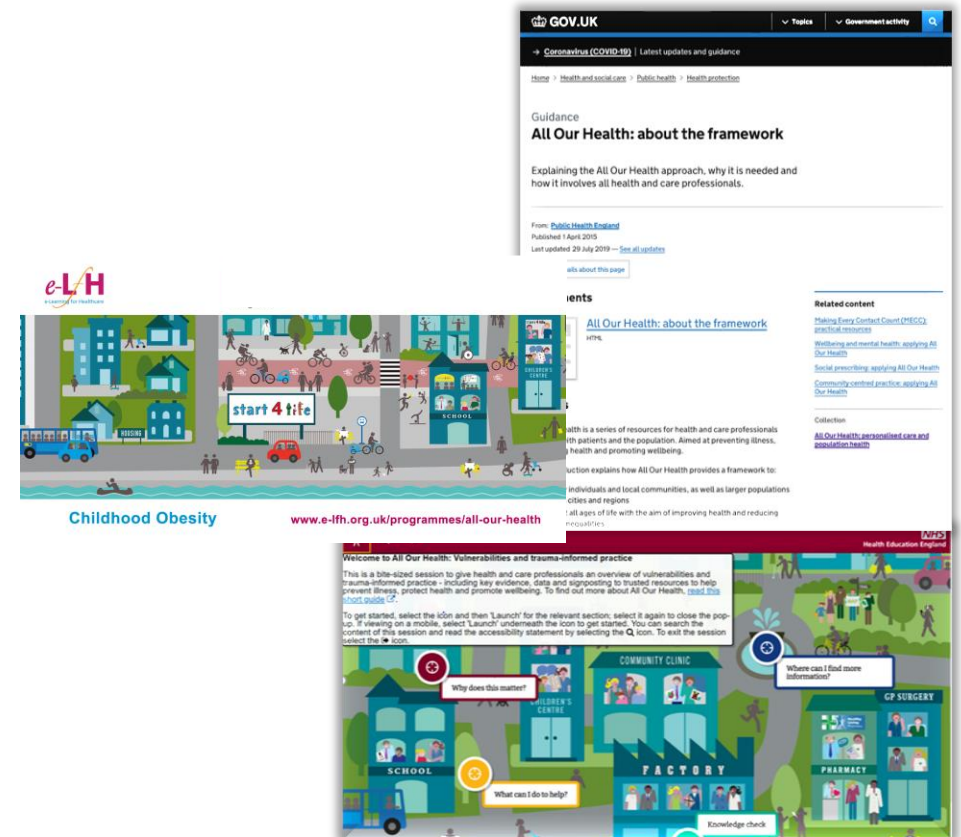 GOV.UK
Topics
Government activity
→ Coronavirus (COVID-19) | Latest updates and guidance
Home > Health and social care > Public health > Health protection
Guidance
All Our Health: about the framework
Explaining the All Our Health approach, why it is needed and
how it involves all health and care professionals.
From: Public Health England
Published 1 April 2015
Last updated 29 July 2019 — See all updates
ails about this page
ents
All Our Health: about the framework
HTML
Related content
Making Every Contact Count (MECC):
practical resources
Wellbeing and mental health: applying All
Our Health
Social prescribing: applying All Our Health
Community-centred practice: applying All
Our Health
Collection
All Our Health: personalised care and
population health
s
ealth is a series of resources for health and care professionals
ith patients and the population. Aimed at preventing illness,
g health and promoting wellbeing.
uction explains how All Our Health provides a framework to:
individuals and local communities, as well as larger populations
cities and regions
t all ages of life with the aim of improving health and reducing
nequalities
e-LfH
e-Learning for Healthcare
CHILDREN'S
CENTRE
start 4 life
SCHOOL
HOUSING
Childhood Obesity
www.e-lfh.org.uk/programmes/all-our-health
NHS
Health Education England
Welcome to All Our Health: Vulnerabilities and trauma-informed practice
This is a bite-sized session to give health and care professionals an overview of vulnerabilities and
trauma-informed practice - including key evidence, data and signposting to trusted resources to help
prevent illness, protect health and promote wellbeing. To find out more about All Our Health, read this
short guide.
To get started, select the icon and then 'Launch' for the relevant section; select it again to close the pop-
up. If viewing on a mobile, select 'Launch' underneath the icon to get started. You can search the
content of this session and read the accessibility statement by selecting the icon. To exit the session
select the icon.
COMMUNITY CLINIC
Why does this matter?
Where can I find more
information?
CHILDREN'S
CENTRE
GP SURGERY
SCHOOL
FACTORY
PHARMACY
What can I do to help?
Knowledge check